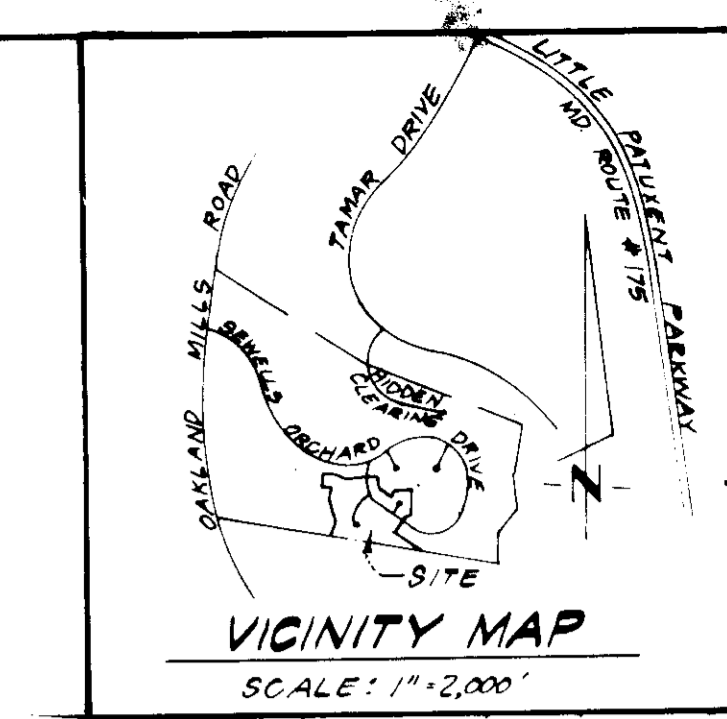 LITTLE PATUXENT PARKWAY
MD. ROUTE # 175
TAMAR DRIVE
OAKLAND MILLS ROAD
SEWELLS ORCHARD DRIVE
HIDDEN
CLEARING
N
SITE
VICINITY MAP
SCALE: 1"=2,000'